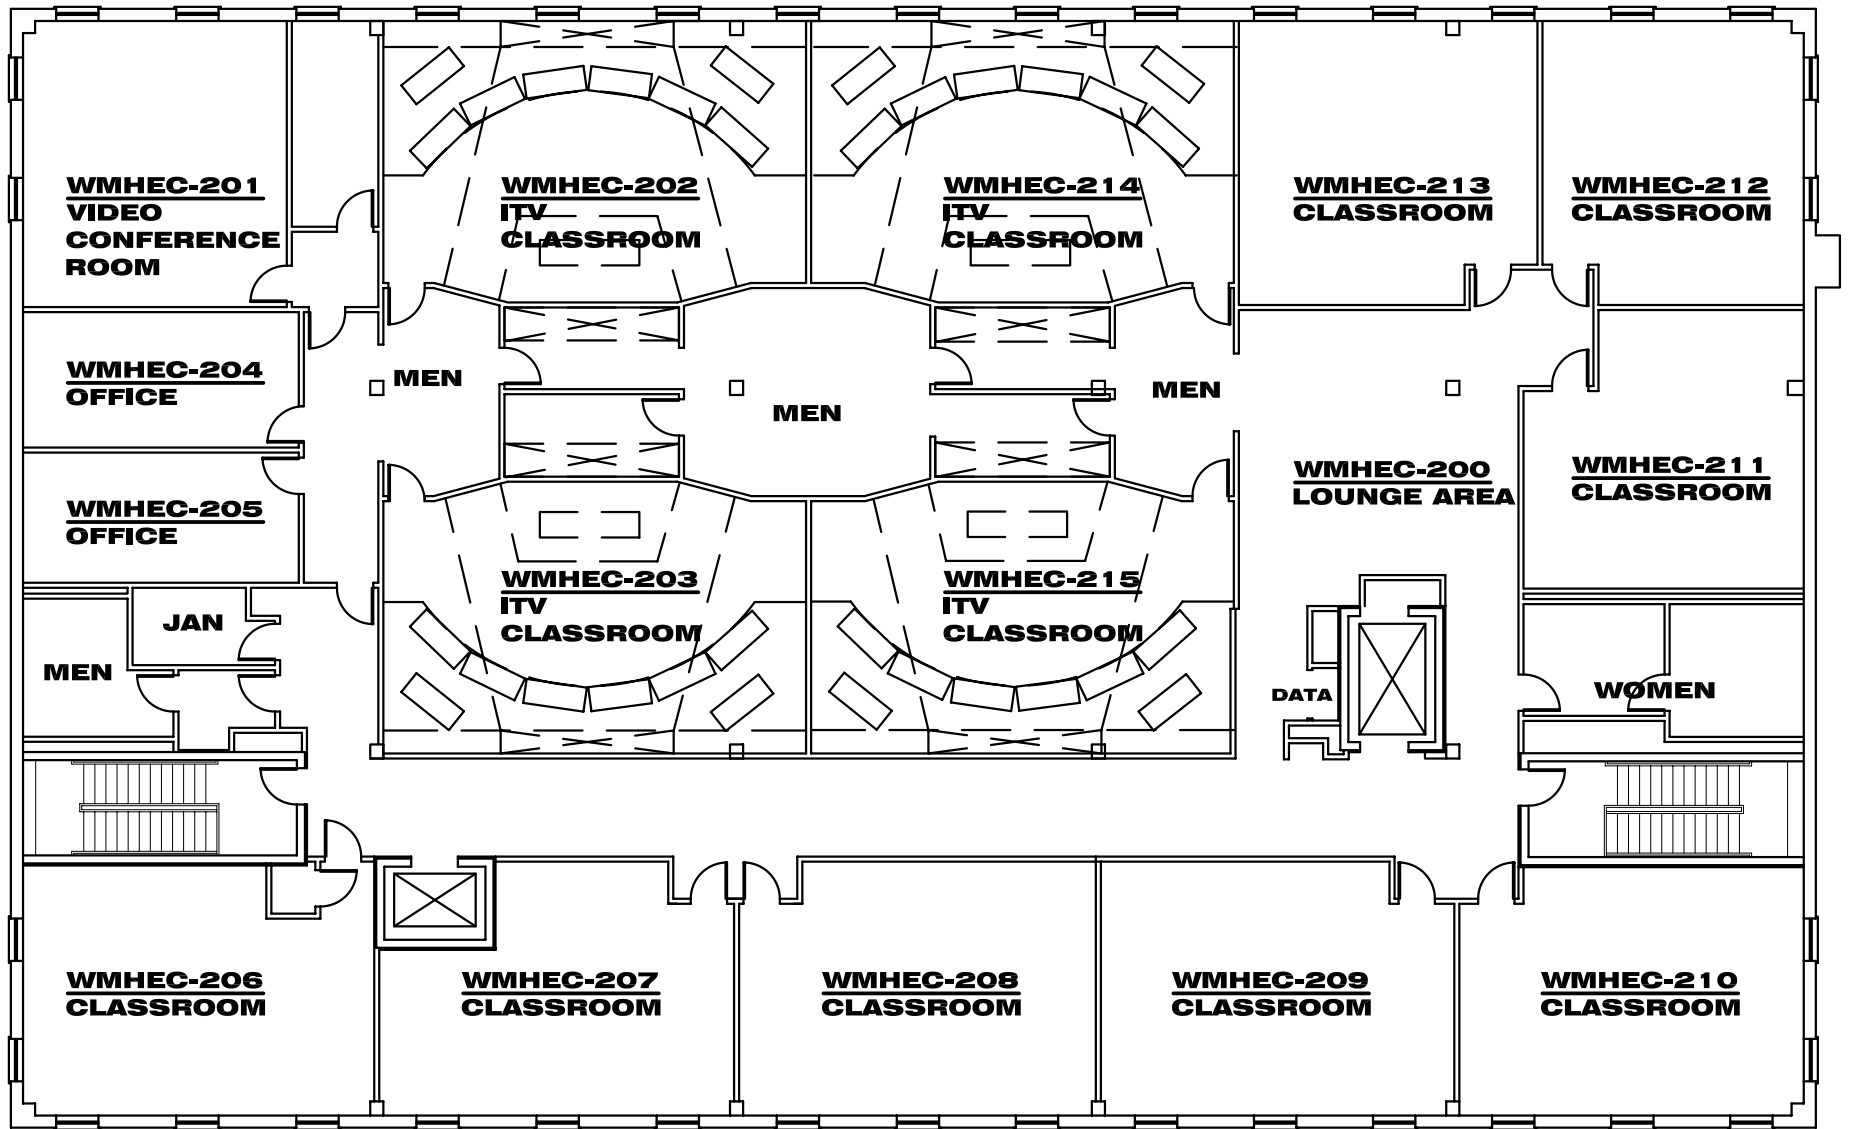 WMHEC-201
VIDEO
CONFERENCE
ROOM
WMHEC-202
ITV
CLASSROOM
WMHEC-214
ITV
CLASSROOM
WMHEC-213
CLASSROOM
WMHEC-212
CLASSROOM
WMHEC-204
OFFICE
MEN
MEN
MEN
WMHEC-200
LOUNGE AREA
WMHEC-211
CLASSROOM
WMHEC-205
OFFICE
WMHEC-203
ITV
CLASSROOM
WMHEC-215
ITV
CLASSROOM
JAN
MEN
DATA
WOMEN
WMHEC-206
CLASSROOM
WMHEC-207
CLASSROOM
WMHEC-208
CLASSROOM
WMHEC-209
CLASSROOM
WMHEC-210
CLASSROOM